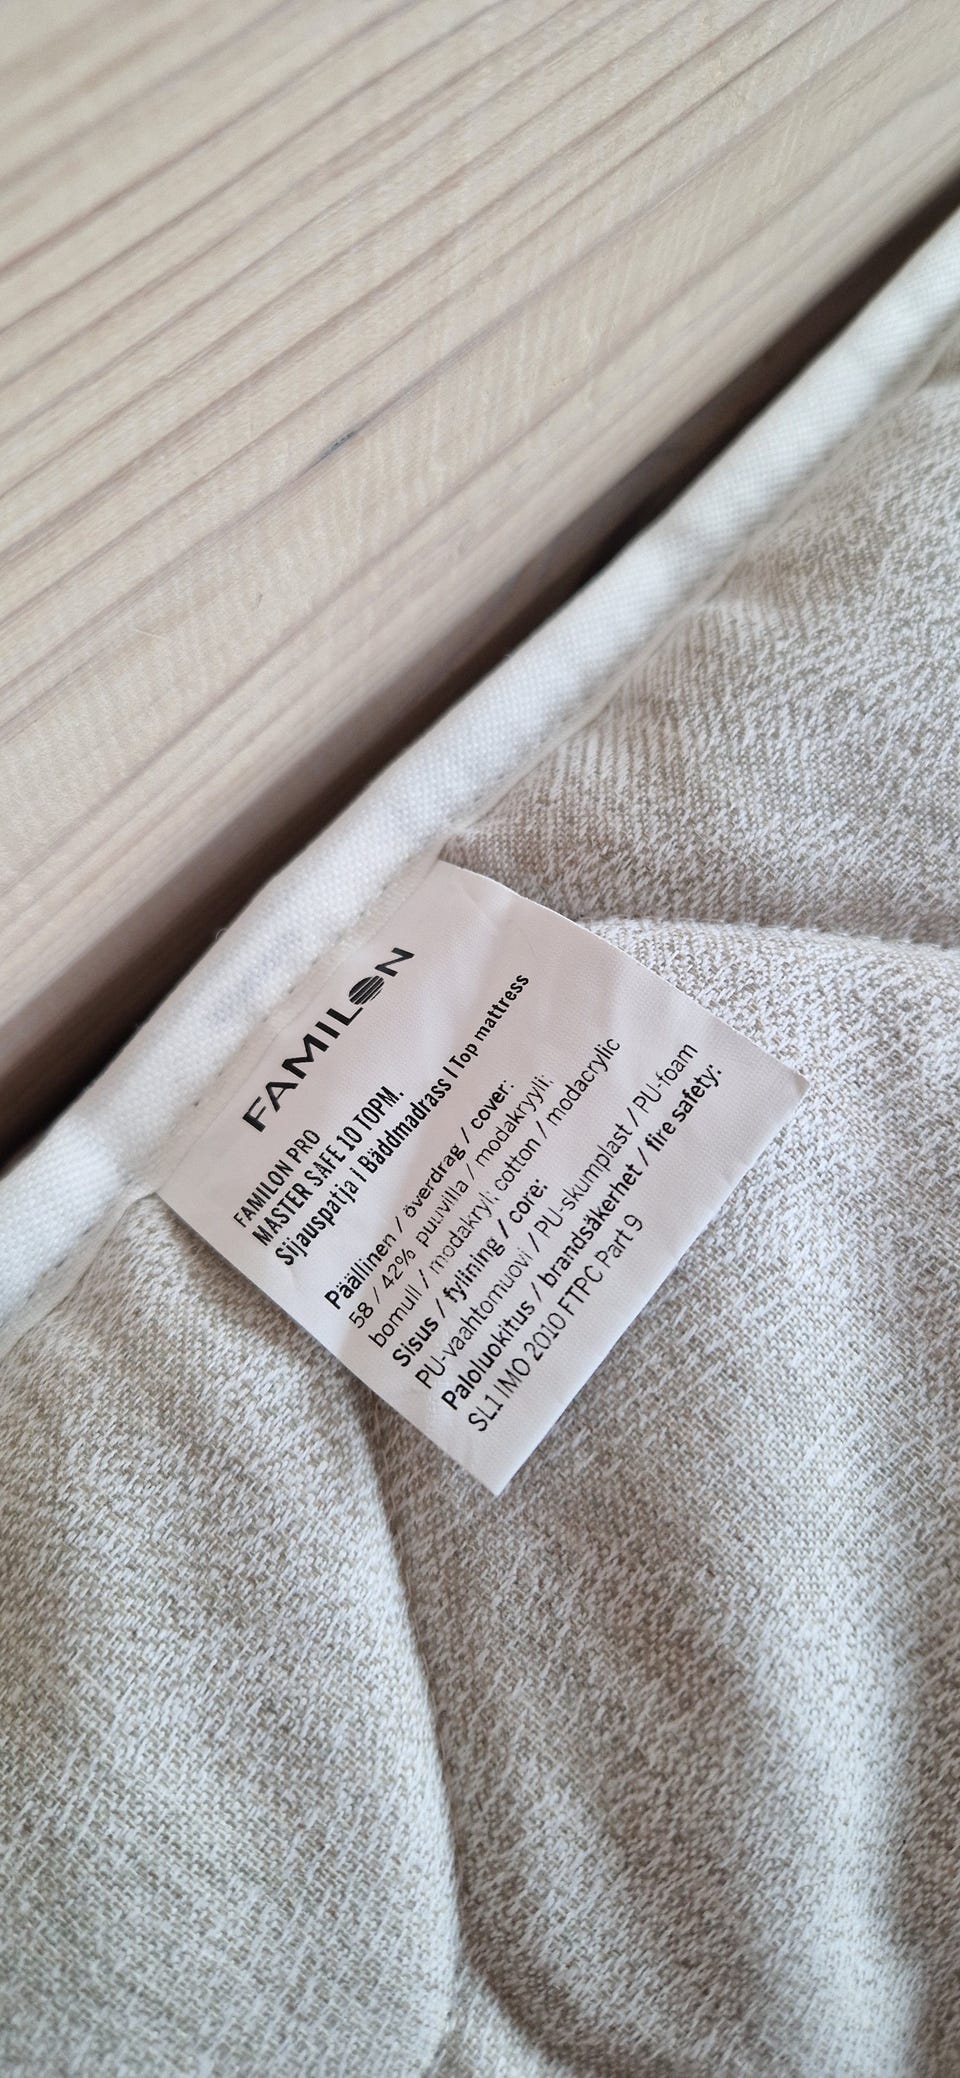 FAMILON
FAMILON PRO
MASTER SAFE 10 TOPM.
Sijauspatja | Bäddmadrass | Top mattress
Päällinen / överdrag / cover:
58 / 42% puuvilla / modakryyli;
bomull / modakryl; cotton / modacrylic
Sisus / fyllning / core:
PU-vaahtomuovi / PU-skumplast / PU-foam
Paloluokitus / brandsäkerhet / fire safety:
SL1 IMO 2010 FTPC Part 9